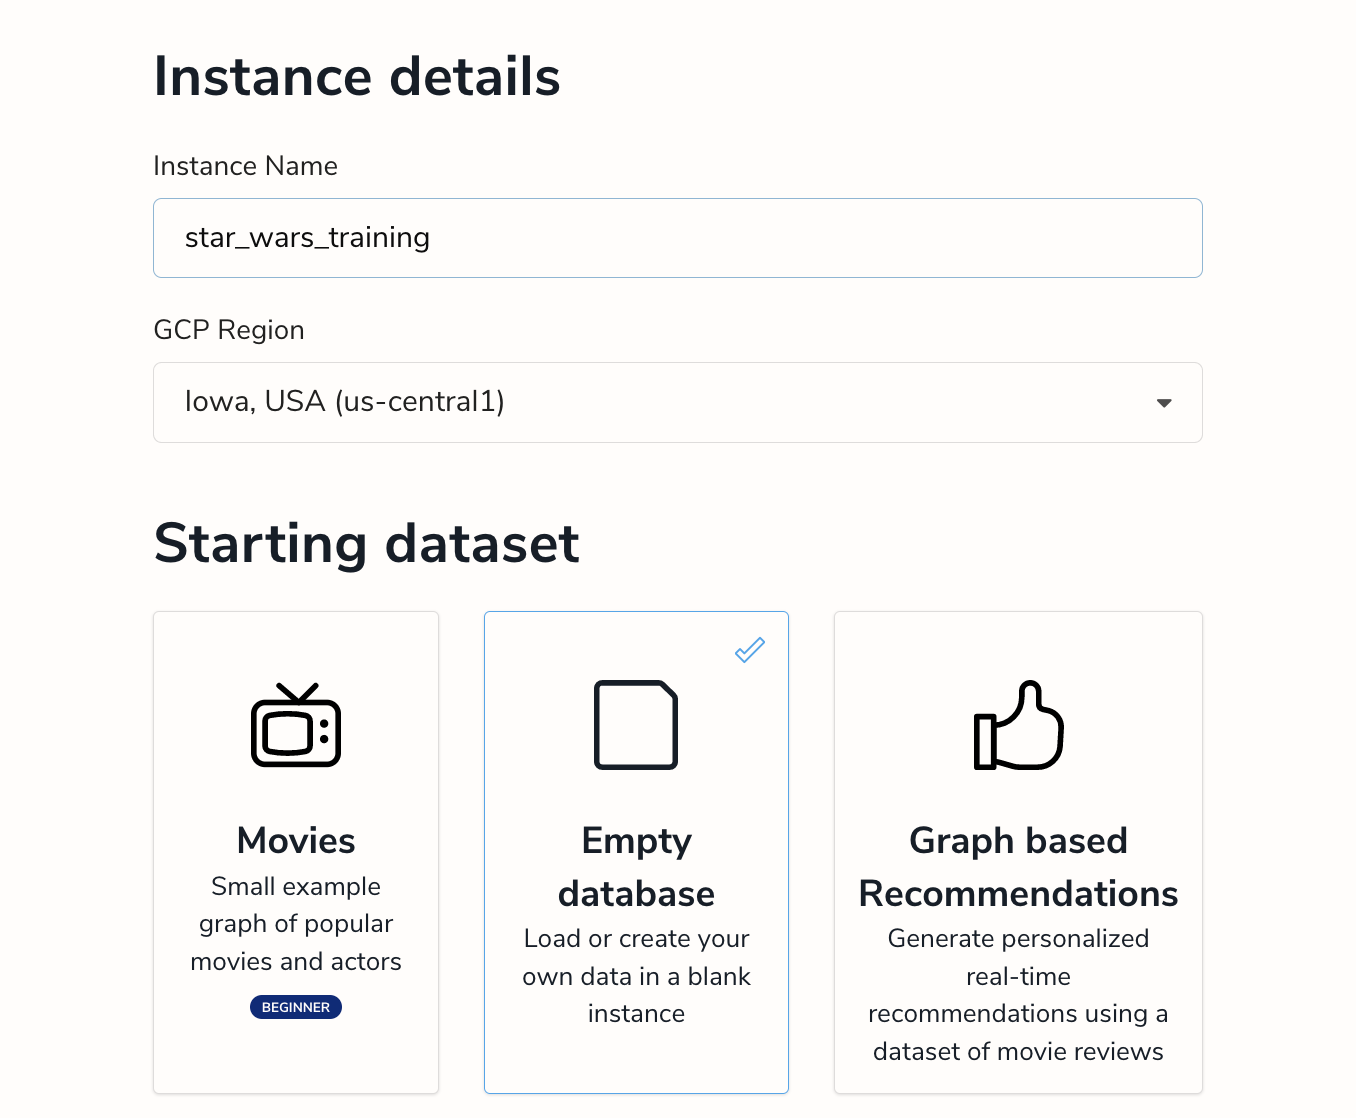 Instance details
Instance Name
star_wars_training
GCP Region
Iowa, USA (us-central1)
Starting dataset
Movies
Small example
graph of popular
movies and actors
BEGINNER
Empty
database
Load or create your
own data in a blank
instance
Graph based
Recommendations
Generate personalized
real-time
recommendations using a
dataset of movie reviews